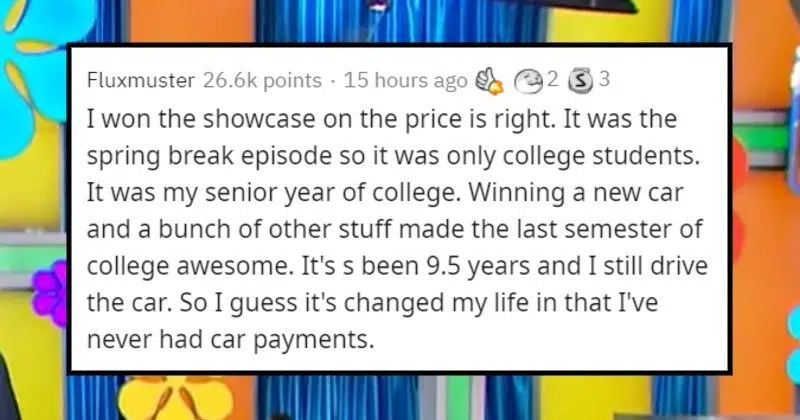 Fluxmuster 26.6k points · 15 hours ago 2 S 3
I won the showcase on the price is right. It was the
spring break episode so it was only college students.
It was my senior year of college. Winning a new car
and a bunch of other stuff made the last semester of
college awesome. It's s been 9.5 years and I still drive
the car. So I guess it's changed my life in that I've
never had car payments.